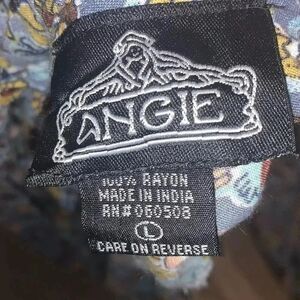 ANGIE
100% RAYON
MADE IN INDIA
RN# 060508
L
CARE ON REVERSE